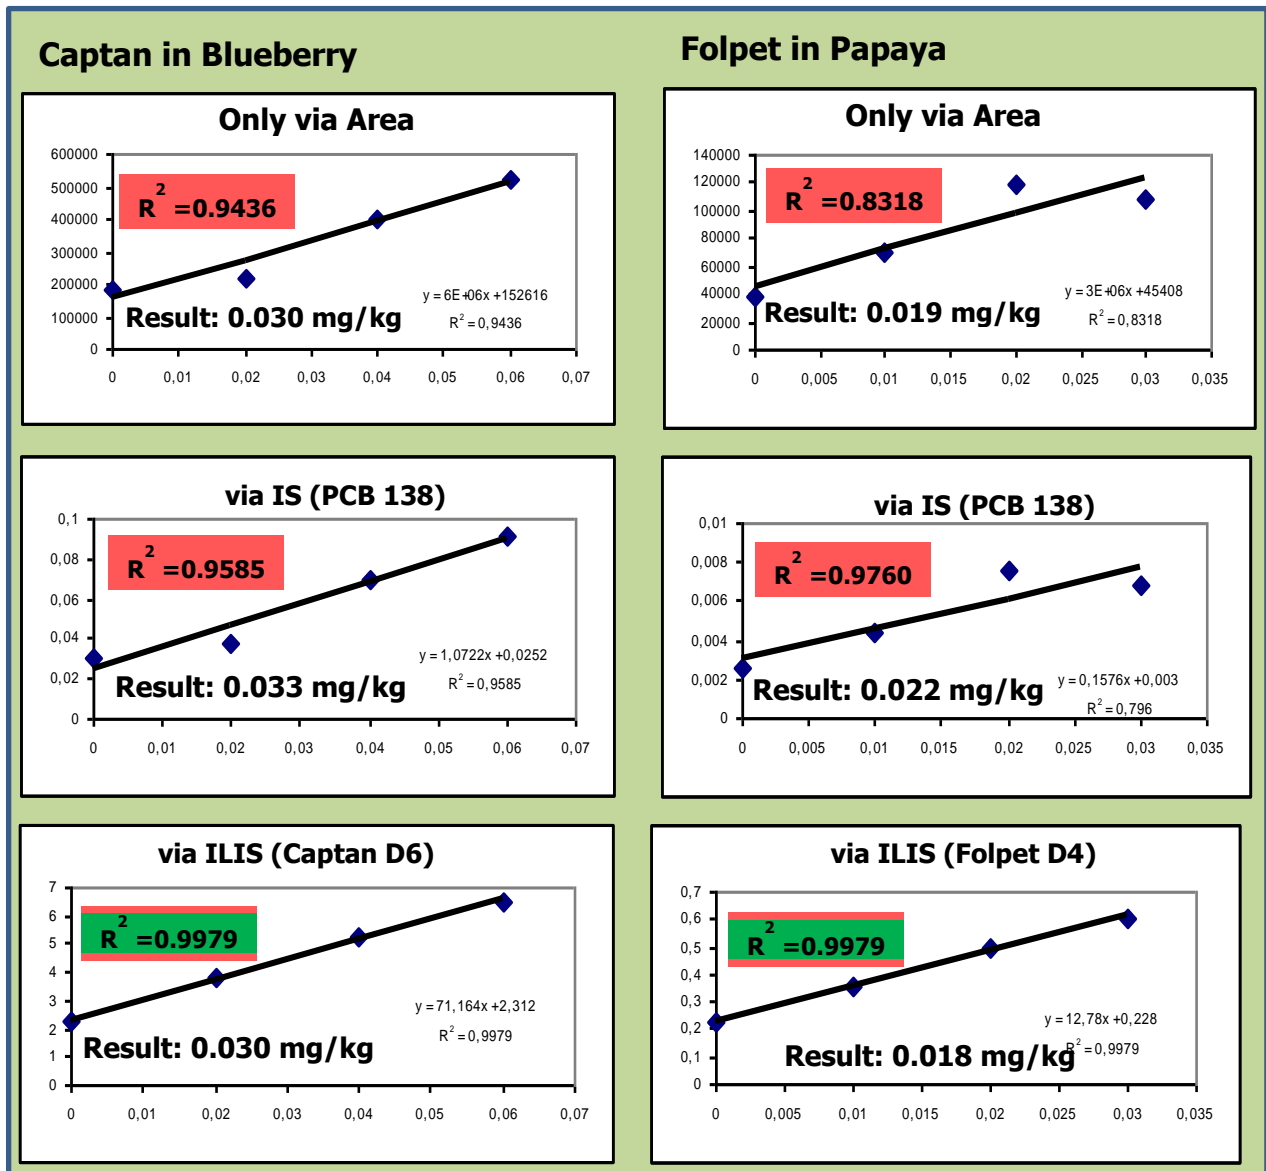 Captan in Blueberry
Only via Area
600000
500000
400000
300000
200000
100000
0
R² =0.9436
y = 6E+06x +152616
R² = 0,9436
Result: 0.030 mg/kg
0 0,01 0,02 0,03 0,04 0,05 0,06 0,07
via IS (PCB 138)
0,1
0,08
0,06
0,04
0,02
0
R² =0.9585
y = 1,0722x +0,0252
R² = 0,9585
Result: 0.033 mg/kg
0 0,01 0,02 0,03 0,04 0,05 0,06 0,07
via ILIS (Captan D6)
7
6
5
4
3
2
1
0
R² =0.9979
y = 71,164x +2,312
R² = 0,9979
Result: 0.030 mg/kg
0 0,01 0,02 0,03 0,04 0,05 0,06 0,07
Folpet in Papaya
Only via Area
140000
120000
100000
80000
60000
40000
20000
0
R² =0.8318
y = 3E+06x +45408
R² = 0,8318
Result: 0.019 mg/kg
0 0,005 0,01 0,015 0,02 0,025 0,03 0,035
via IS (PCB 138)
0,01
0,008
0,006
0,004
0,002
0
R² =0.9760
y = 0,1576x +0,003
R² = 0,796
Result: 0.022 mg/kg
0 0,005 0,01 0,015 0,02 0,025 0,03 0,035
via ILIS (Folpet D4)
0,7
0,6
0,5
0,4
0,3
0,2
0,1
0
R² =0.9979
y = 12,78x +0,228
R² = 0,9979
Result: 0.018 mg/kg
0 0,005 0,01 0,015 0,02 0,025 0,03 0,035